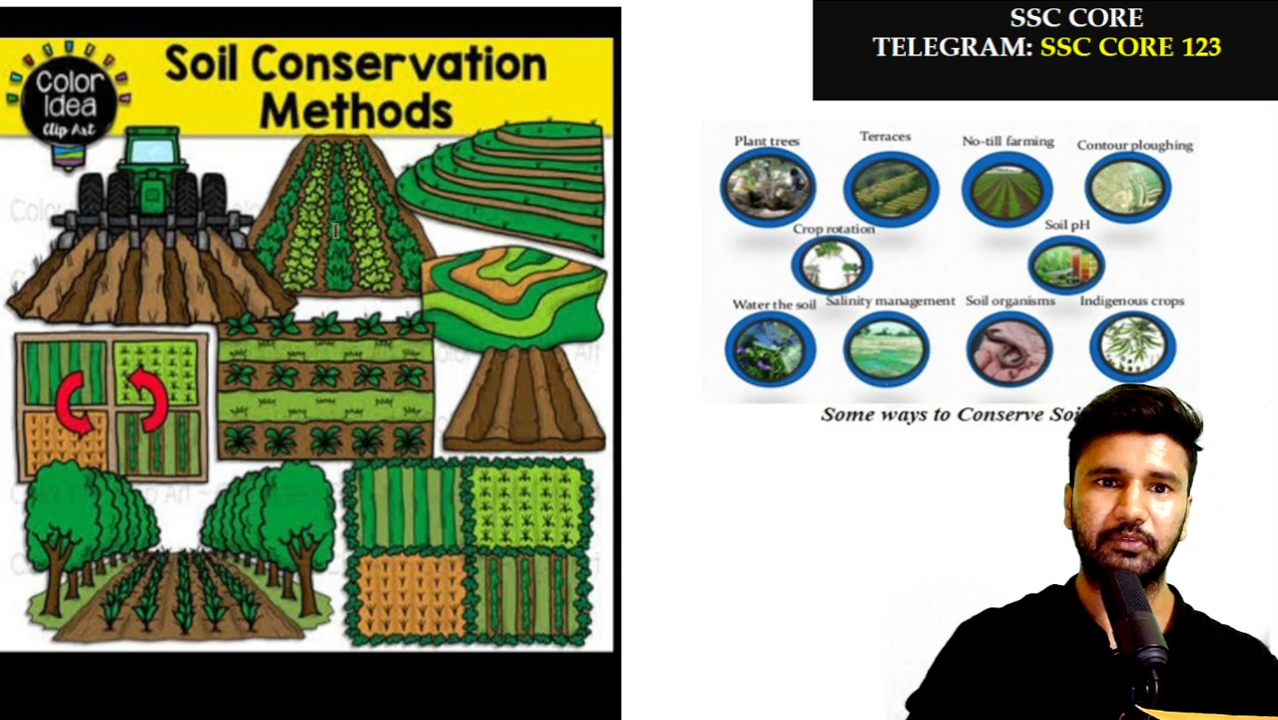 Soil Conservation
Methods
Color
Idea
Clip Art
SSC CORE
TELEGRAM: SSC CORE 123
Plant trees
Terraces
No-till farming
Contour ploughing
Crop rotation
Soil pH
Water the soil
Salinity management
Soil organisms
Indigenous crops
Some ways to Conserve Soi